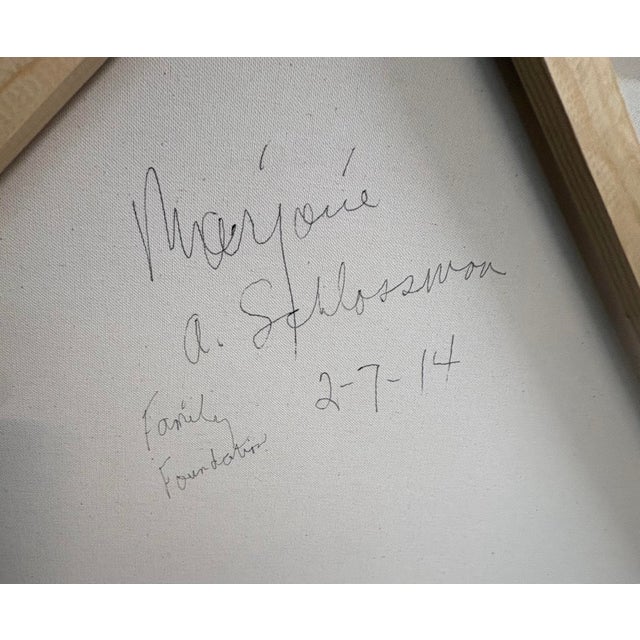 Marjorie
A. Schlossman
2-7-14
Family
Foundation